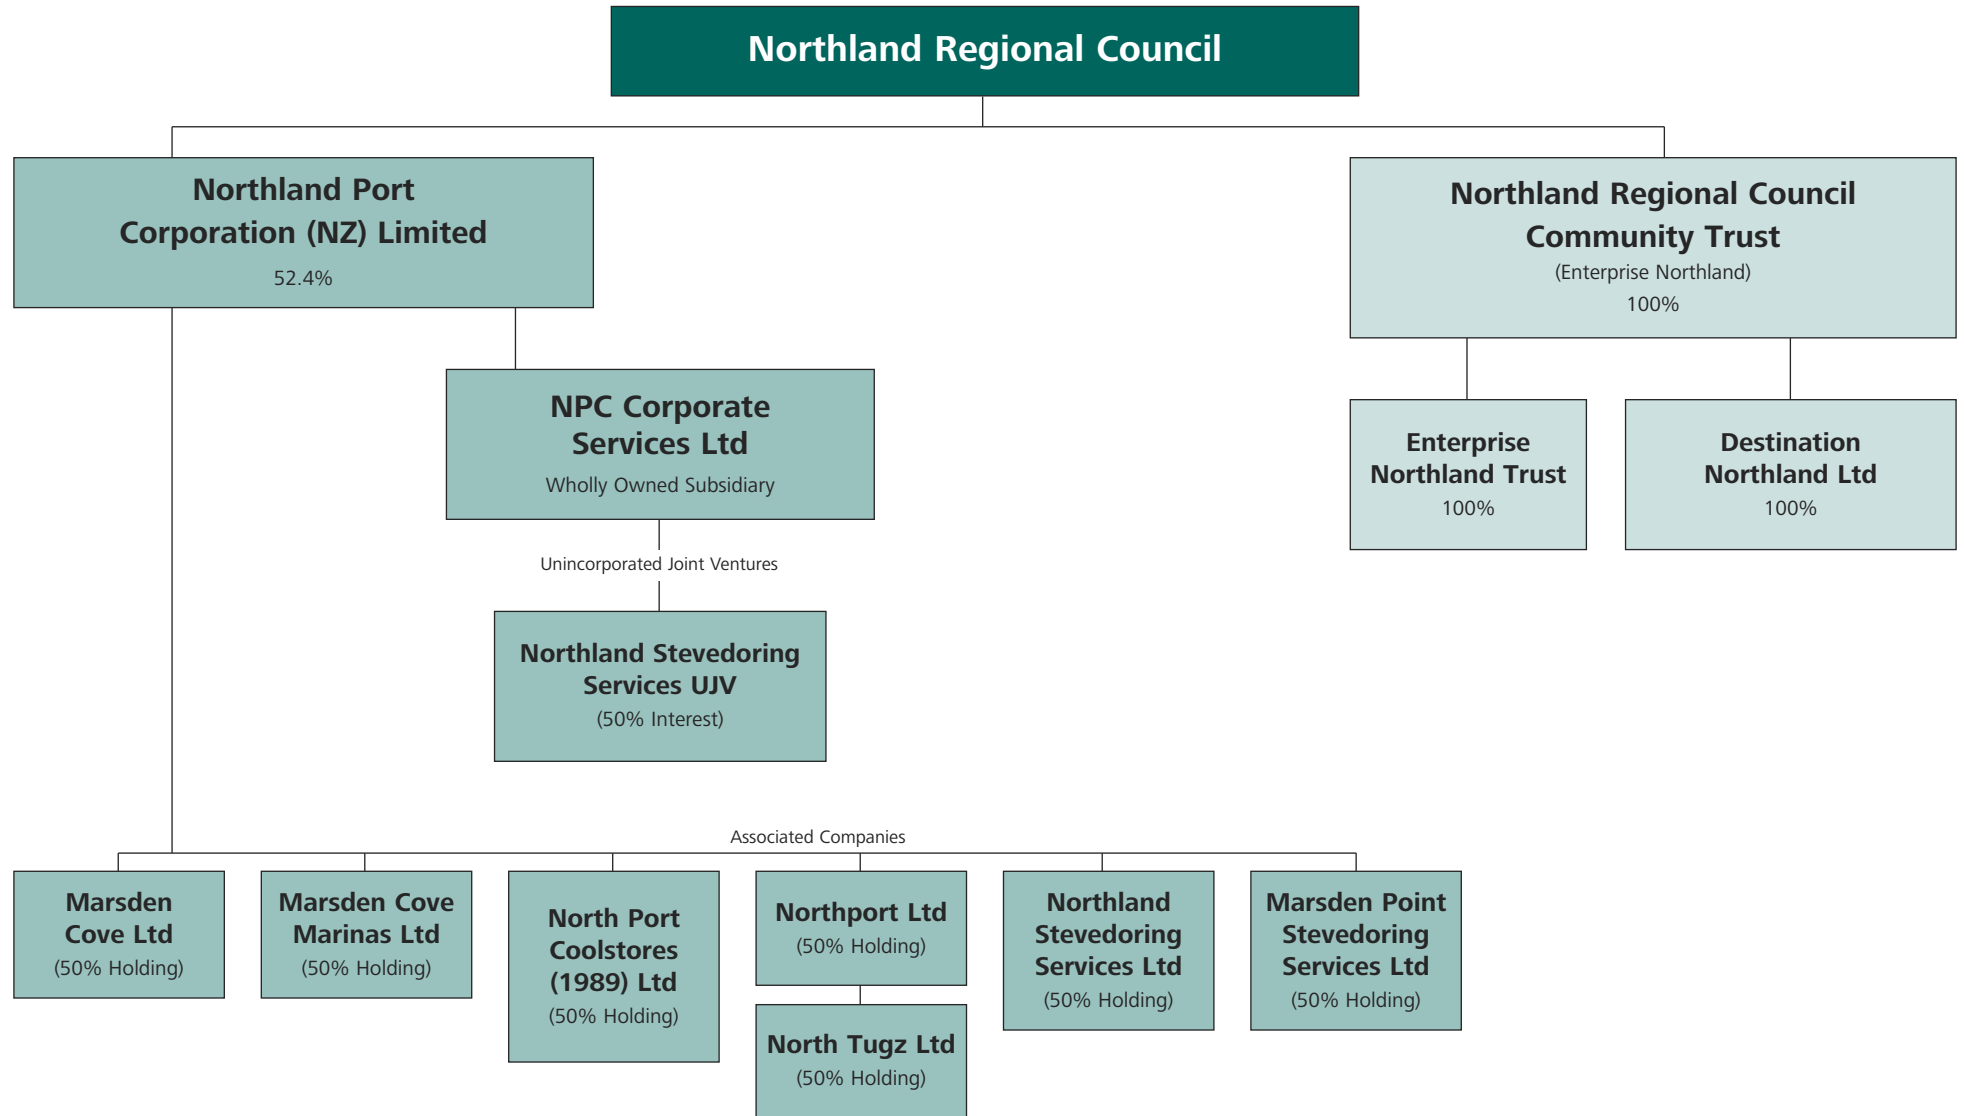 Northland Regional Council
Northland Port
Corporation (NZ) Limited
52.4%
Northland Regional Council
Community Trust
(Enterprise Northland)
100%
NPC Corporate
Services Ltd
Wholly Owned Subsidiary
Enterprise
Northland Trust
100%
Destination
Northland Ltd
100%
Unincorporated Joint Ventures
Northland Stevedoring
Services UJV
(50% Interest)
Associated Companies
Marsden
Cove Ltd
(50% Holding)
Marsden Cove
Marinas Ltd
(50% Holding)
North Port
Coolstores
(1989) Ltd
(50% Holding)
Northport Ltd
(50% Holding)
North Tugz Ltd
(50% Holding)
Northland
Stevedoring
Services Ltd
(50% Holding)
Marsden Point
Stevedoring
Services Ltd
(50% Holding)